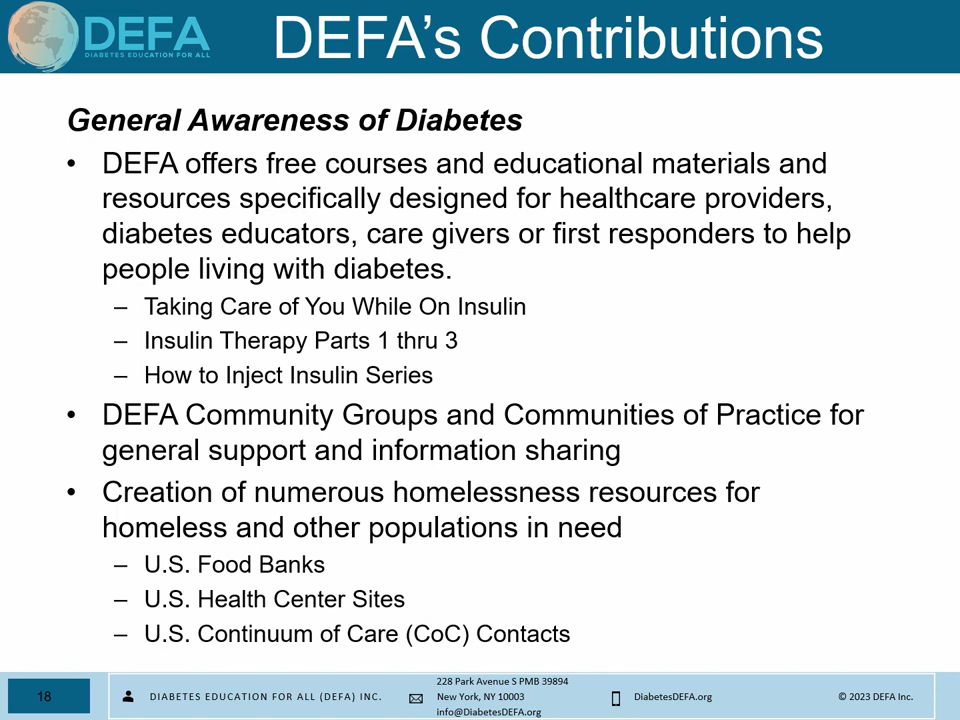 DEFA
DIABETES EDUCATION FOR ALL
DEFA’s Contributions
General Awareness of Diabetes
• DEFA offers free courses and educational materials and
resources specifically designed for healthcare providers,
diabetes educators, care givers or first responders to help
people living with diabetes.
– Taking Care of You While On Insulin
– Insulin Therapy Parts 1 thru 3
– How to Inject Insulin Series
• DEFA Community Groups and Communities of Practice for
general support and information sharing
• Creation of numerous homelessness resources for
homeless and other populations in need
– U.S. Food Banks
– U.S. Health Center Sites
– U.S. Continuum of Care (CoC) Contacts
18
DIABETES EDUCATION FOR ALL (DEFA) INC.
228 Park Avenue S PMB 39894
New York, NY 10003
info@DiabetesDEFA.org
DiabetesDEFA.org
© 2023 DEFA Inc.